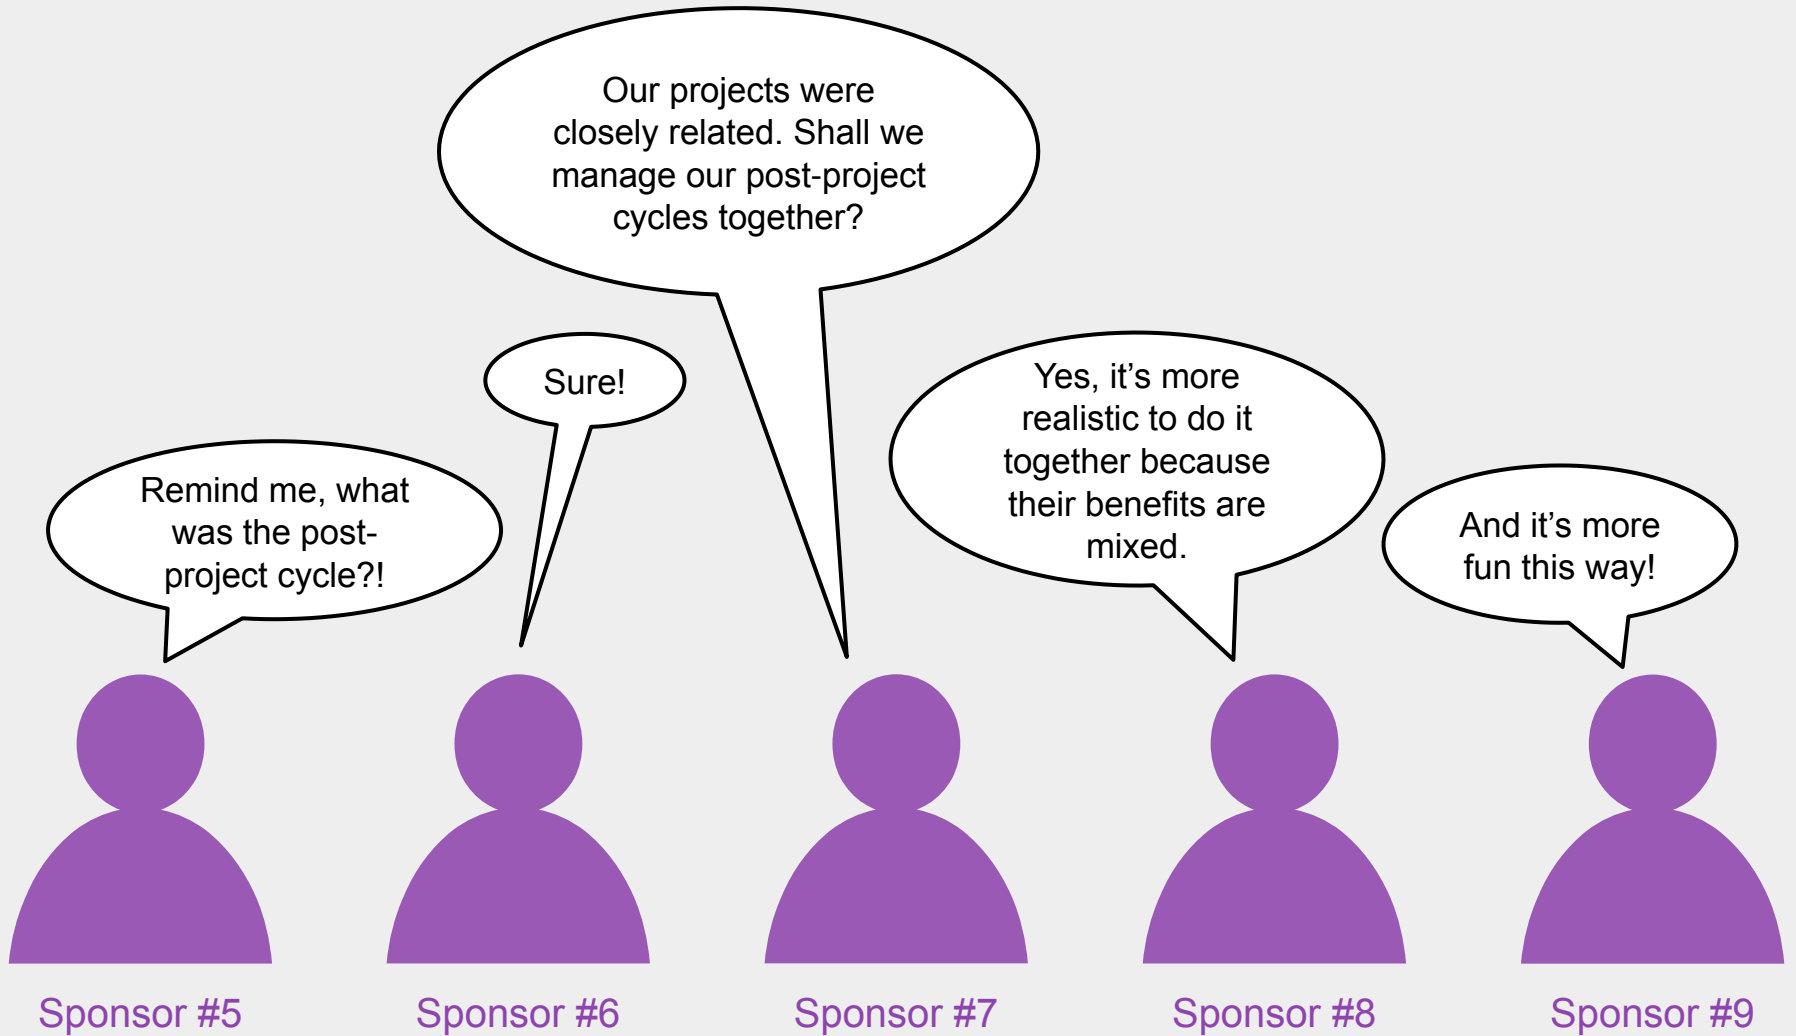 Our projects were
closely related. Shall we
manage our post-project
cycles together?
Sure!
Yes, it’s more
realistic to do it
together because
their benefits are
mixed.
Remind me, what
was the post-
project cycle?!
And it’s more
fun this way!
Sponsor #5
Sponsor #6
Sponsor #7
Sponsor #8
Sponsor #9